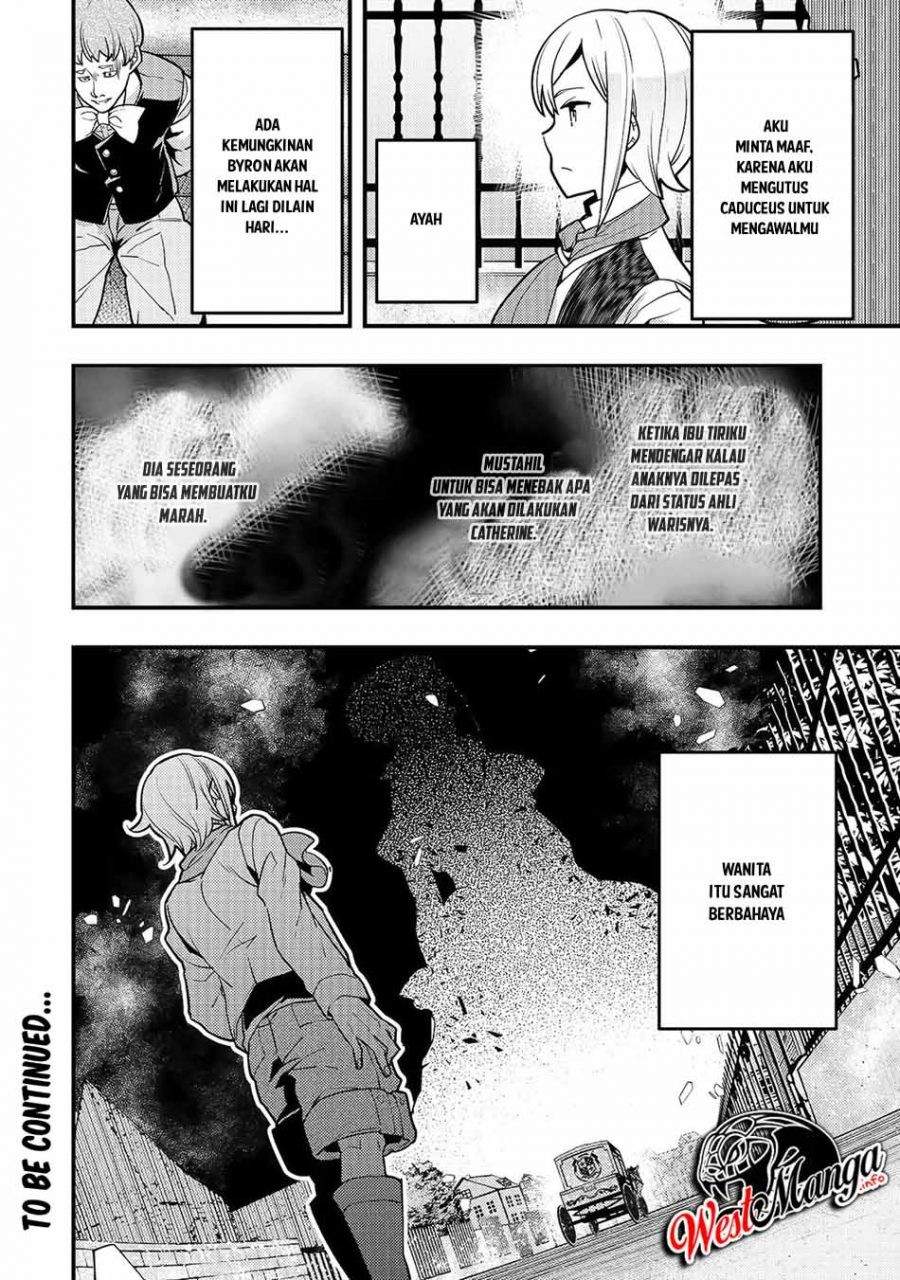 AKU
MINTA MAAF,
KARENA AKU
MENGUTUS
CADUCEUS UNTUK
MENGAWALMU
AYAH
ADA
KEMUNGKINAN
BYRON AKAN
MELAKUKAN HAL
INI LAGI DILAIN
HARI...
KETIKA IBU TIRIKU
MENDENGAR KALAU
ANAKNYA DILEPAS
DARI STATUS AHLI
WARISNYA.
MUSTAHIL
UNTUK BISA MENEBAK APA
YANG AKAN DILAKUKAN
CATHERINE.
DIA SESEORANG
YANG BISA MEMBUATKU
MARAH.
WANITA
ITU SANGAT
BERBAHAYA
TO BE CONTINUED...
WestManga
.info